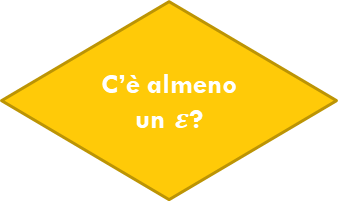 C’è almeno
un ε?